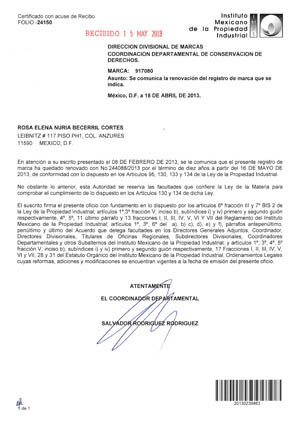 Certificado con acuse de Recibo
FOLIO -24150
Instituto
Mexicano
de la Propiedad
Industrial
RECIBIDO 15 MAY 2013
DIRECCION DIVISIONAL DE MARCAS
COORDINACION DEPARTAMENTAL DE CONSERVACION DE
DERECHOS.
MARCA: 917080
Asunto: Se comunica la renovación del registro de marca que se
indica.
México, D.F. a 18 DE ABRIL DE 2013.
ROSA ELENA NURIA BECERRIL CORTES
LEIBNITZ # 117 PISO PH1, COL. ANZURES
11590 MEXICO, D.F.
En atención a su escrito presentado el 08 DE FEBRERO DE 2013, se le comunica que el presente registro de
marca ha quedado renovado con No.244085/2013 por el término de diez años a partir 16 DE MAYO DE
2013, de conformidad con lo dispuesto en los Artículos 95, 130, 133 y 134 de la Ley de la Propiedad Industrial.
No obstante lo anterior, esta Autoridad se reserva las facultades que confiere la Ley de la Materia para
comprobar el cumplimiento de lo dispuesto en los Artículos 130 y 134 de dicha Ley.
El suscrito firma el presente oficio con fundamento en lo dispuesto por los artículos 6º fracción III y 7º BIS 2 de
la Ley de la Propiedad Industrial; artículos 1º,3º fracción V, inciso b), subíndices i) y iv) primero y segundo guión
respectivamente, 4º, 5º, 11 último párrafo y 13 fracciones I, II, III, IV, V, VI y VII del Reglamento del Instituto
Mexicano de la Propiedad Industrial; artículos 1º, 3º, 6º del a), b) c), d), e) y f), párrafos antepenúltimo,
penúltimo y último del Acuerdo que delega facultades en los Directores Generales Adjuntos, Coordinador,
Directores Divisionales, Titulares de Oficinas Regionales, Subdirectores Divisionales, Coordinadores
Departamentales y otros Subalternos del Instituto Mexicano de la Propiedad Industrial; y artículos 1º, 3º, 4º, 5º
fracción V, inciso b), subíndices i) y iv) primero y segundo guión respectivamente, 17 Fracciones I, II, III, IV, V,
VI y VII, 28 y 31 del Estatuto Orgánico del Instituto Mexicano de la Propiedad Industrial, Ordenamientos Legales
cuyas reformas, adiciones y modificaciones se encuentran vigentes a la fecha de emisión del presente oficio.
ATENTAMENTE
EL COORDINADOR DEPARTAMENTAL
SALVADOR RODRIGUEZ RODRIGUEZ
1 de 1
20130239463